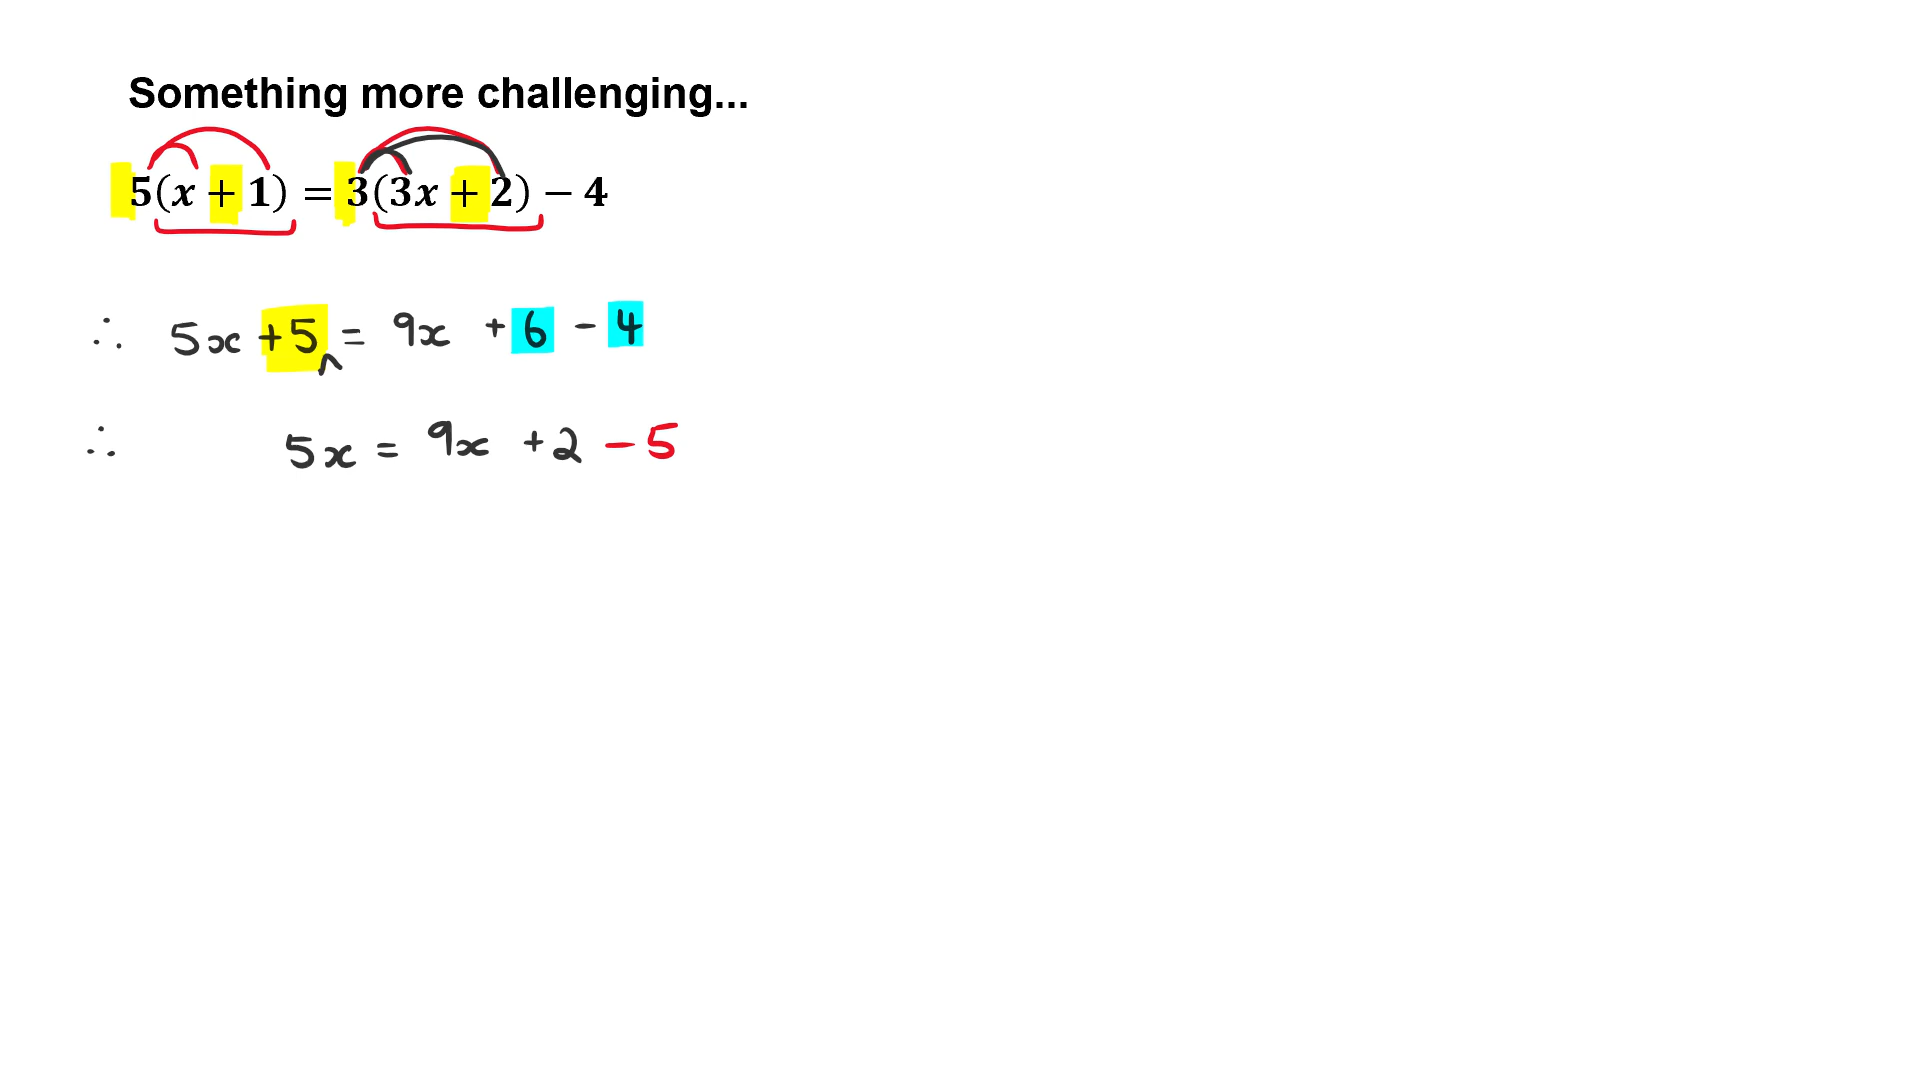 Something more challenging...
5(x + 1) = 3(3x + 2) − 4
∴ 5x + 5 = 9x + 6 − 4
∴ 5x = 9x + 2 − 5